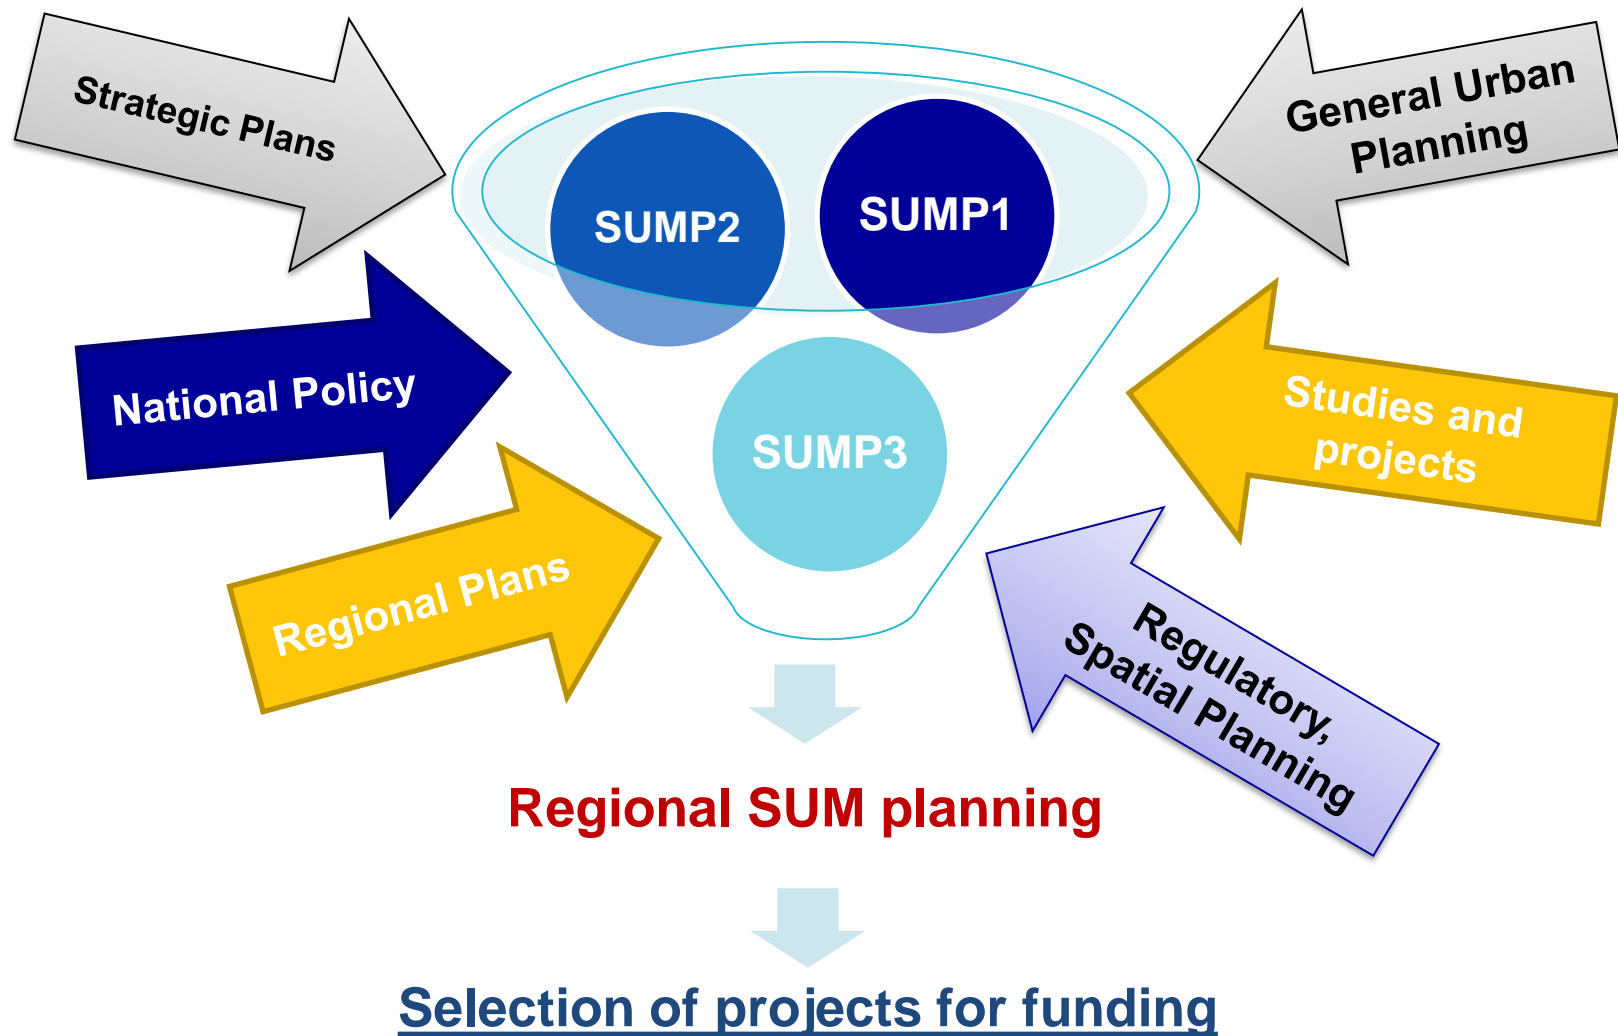 Strategic Plans
General Urban
Planning
SUMP2
SUMP1
National Policy
Studies and
projects
SUMP3
Regional Plans
Regulatory,
Spatial Planning
Regional SUM planning
Selection of projects for funding